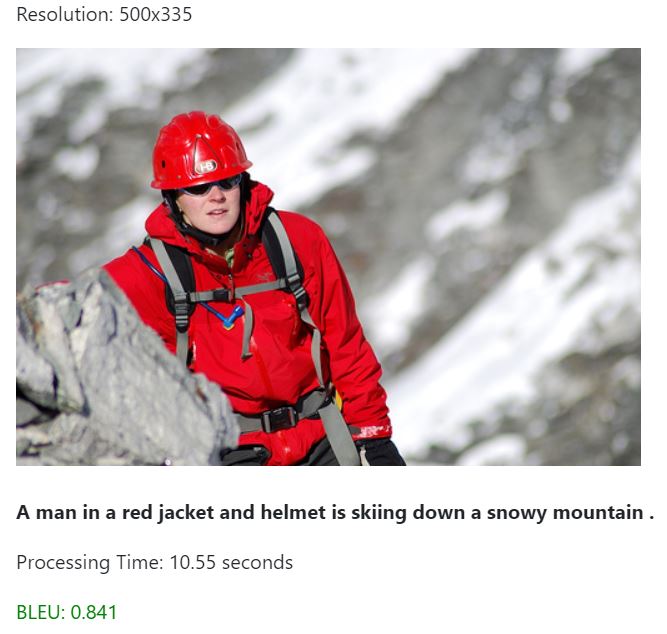 Resolution: 500x335
A man in a red jacket and helmet is skiing down a snowy mountain .
Processing Time: 10.55 seconds
BLEU: 0.841